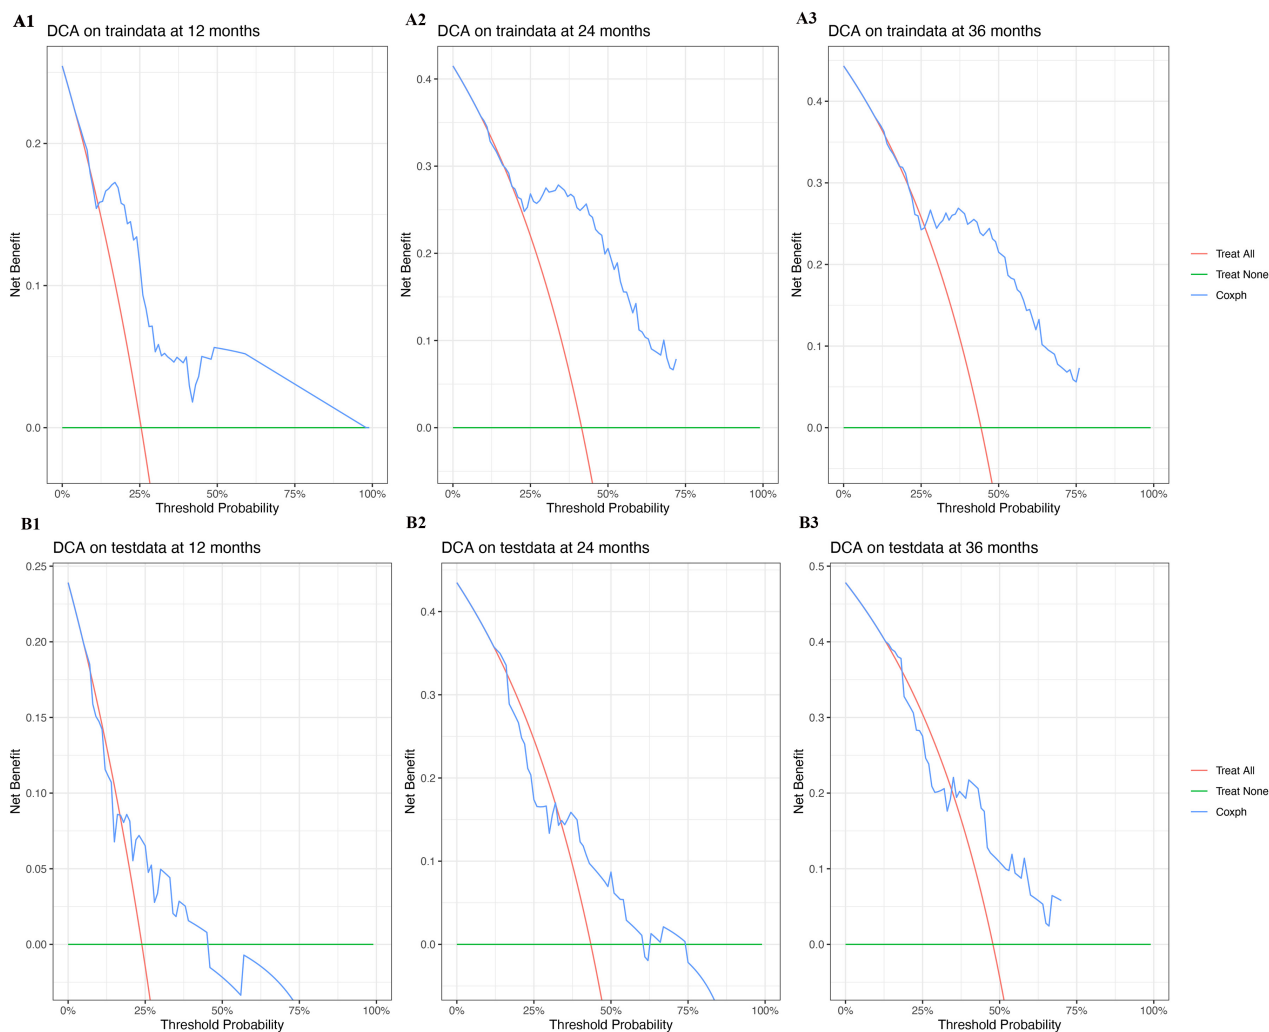 A1
DCA on traindata at 12 months
Net Benefit
0.2
0.1
0.0
0% 25% 50% 75% 100%
Threshold Probability
A2
DCA on traindata at 24 months
Net Benefit
0.4
0.3
0.2
0.1
0.0
0% 25% 50% 75% 100%
Threshold Probability
A3
DCA on traindata at 36 months
Net Benefit
0.4
0.3
0.2
0.1
0.0
0% 25% 50% 75% 100%
Threshold Probability
Treat All
Treat None
Coxph
B1
DCA on testdata at 12 months
Net Benefit
0.25
0.20
0.15
0.10
0.05
0.00
0% 25% 50% 75% 100%
Threshold Probability
B2
DCA on testdata at 24 months
Net Benefit
0.4
0.3
0.2
0.1
0.0
0% 25% 50% 75% 100%
Threshold Probability
B3
DCA on testdata at 36 months
Net Benefit
0.5
0.4
0.3
0.2
0.1
0.0
0% 25% 50% 75% 100%
Threshold Probability
Treat All
Treat None
Coxph